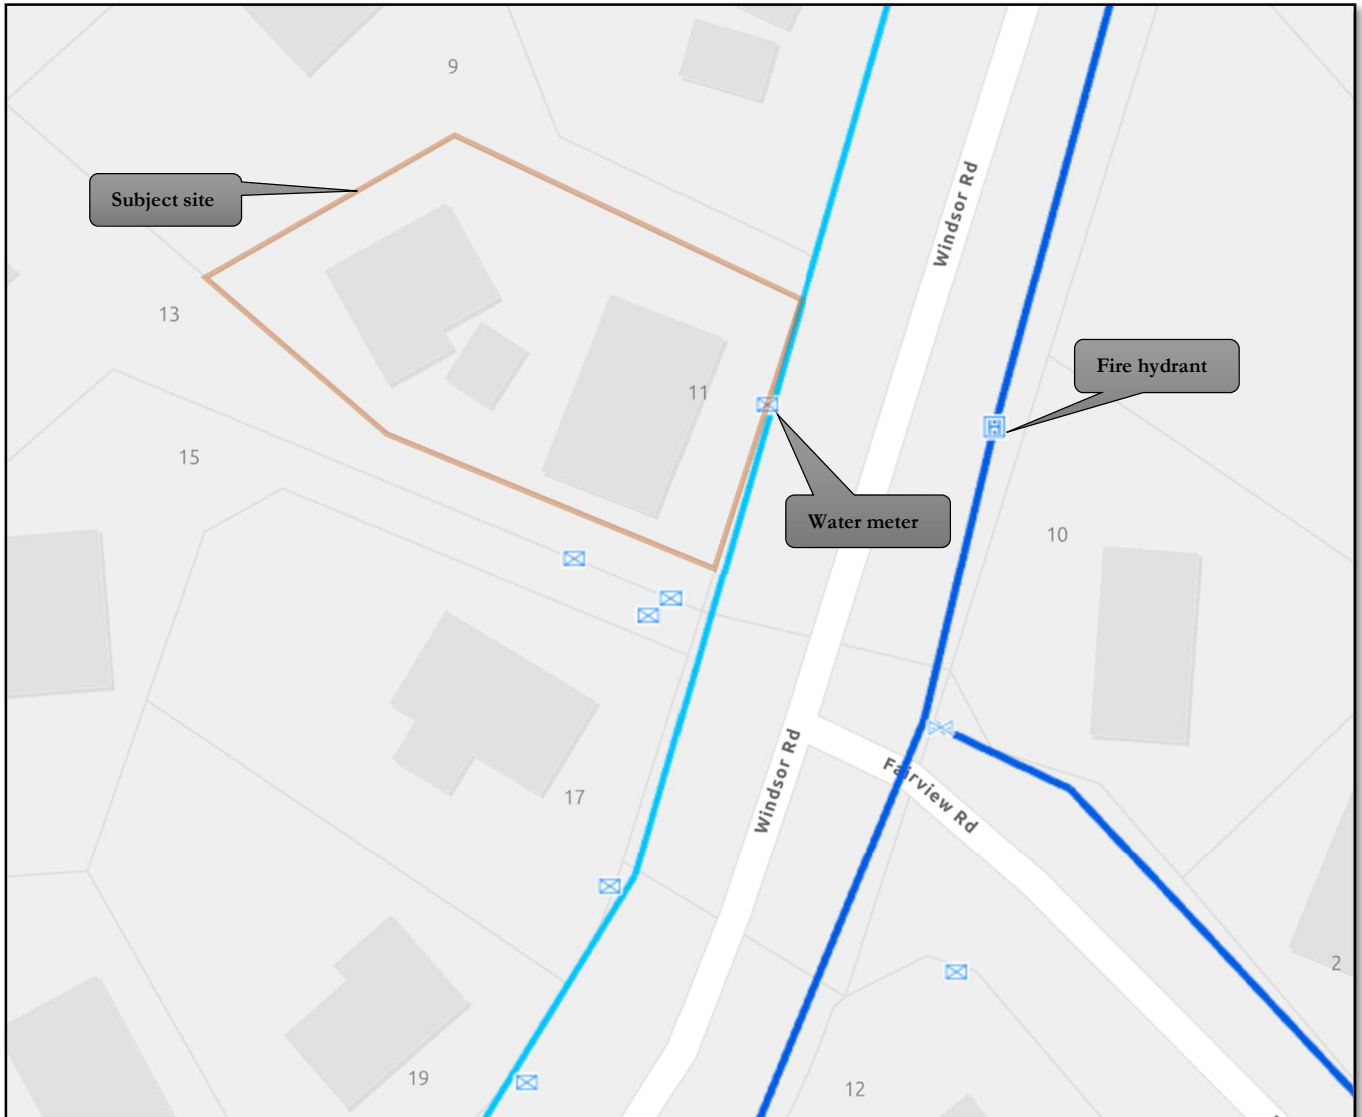 9
Windsor Rd
Subject site
13
Fire hydrant
11
15
Water meter
10
Windsor Rd
Fairview Rd
17
2
19
12